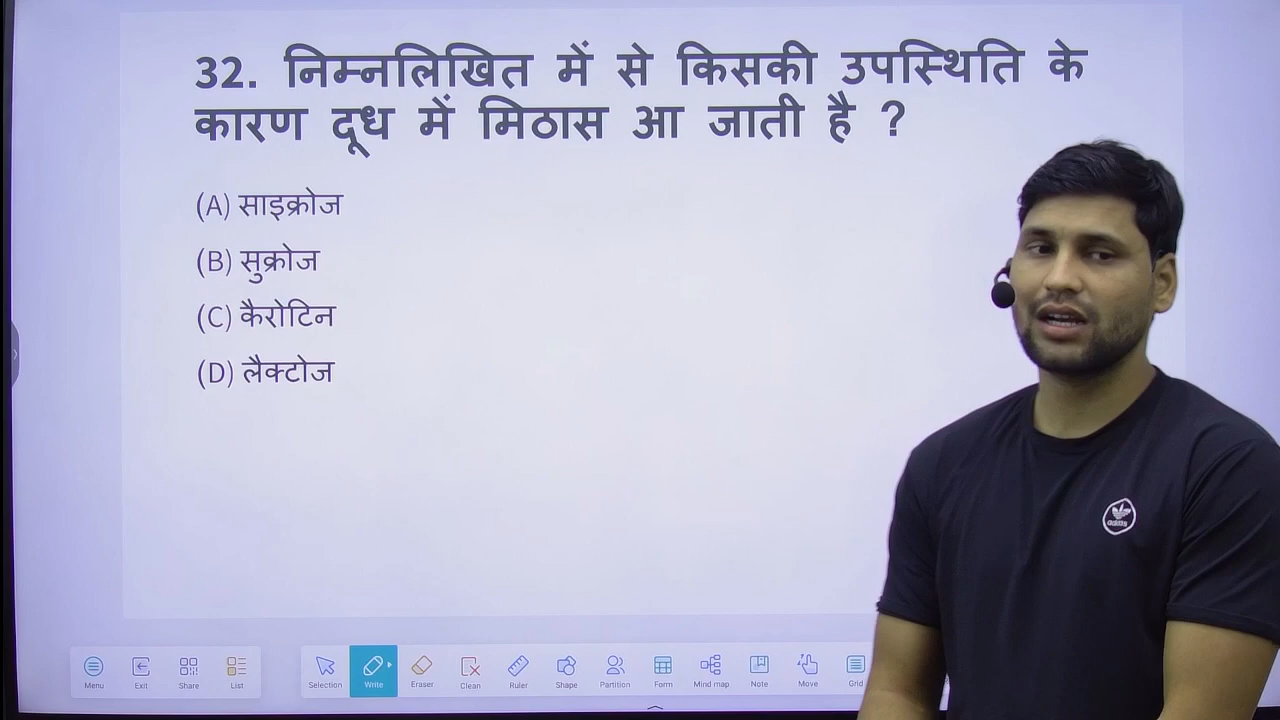 32. निम्नलिखित में से किसकी उपस्थिति के
कारण दूध में मिठास आ जाती है ?
(A) साइक्रोज
(B) सुक्रोज
(C) कैरोटिन
(D) लैक्टोज
adidas
Menu
Exit
Share
List
Selection
Write
Eraser
Clean
Ruler
Shape
Partition
Form
Mind map
Note
Move
Grid